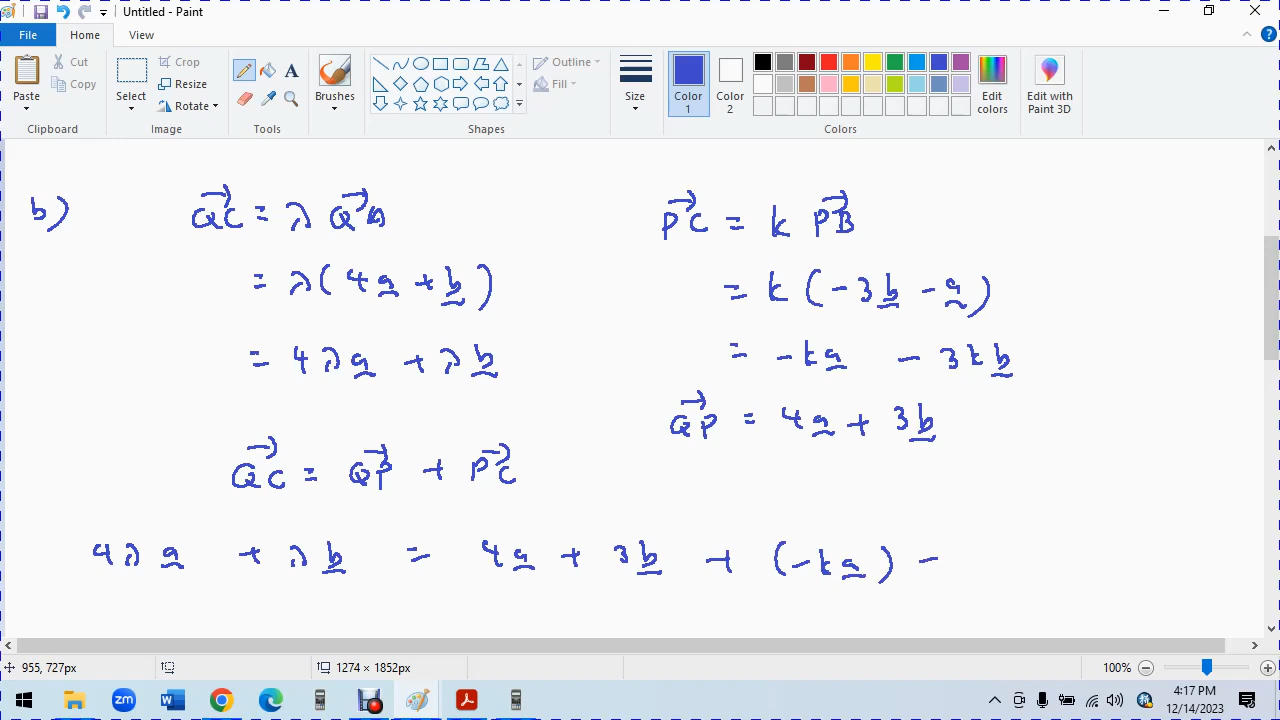 Untitled - Paint
File Home View
Paste Cut Copy Clipboard
Select Crop Resize Rotate Image
Tools
Brushes
Shapes Outline Fill
Size
Color 1 Color 2 Edit colors Colors
Edit with Paint 3D
b)
QC = λ Q
= λ(4a + b)
= 4λa + λb
PC = k PB
= k(-3b - a)
= -ka - 3kb
QP = 4a + 3b
QC = QP + PC
4λa + λb = 4a + 3b + (-ka) -
955, 727px
1274 × 1852px
100%
zm W
4:17 PM
12/14/2023